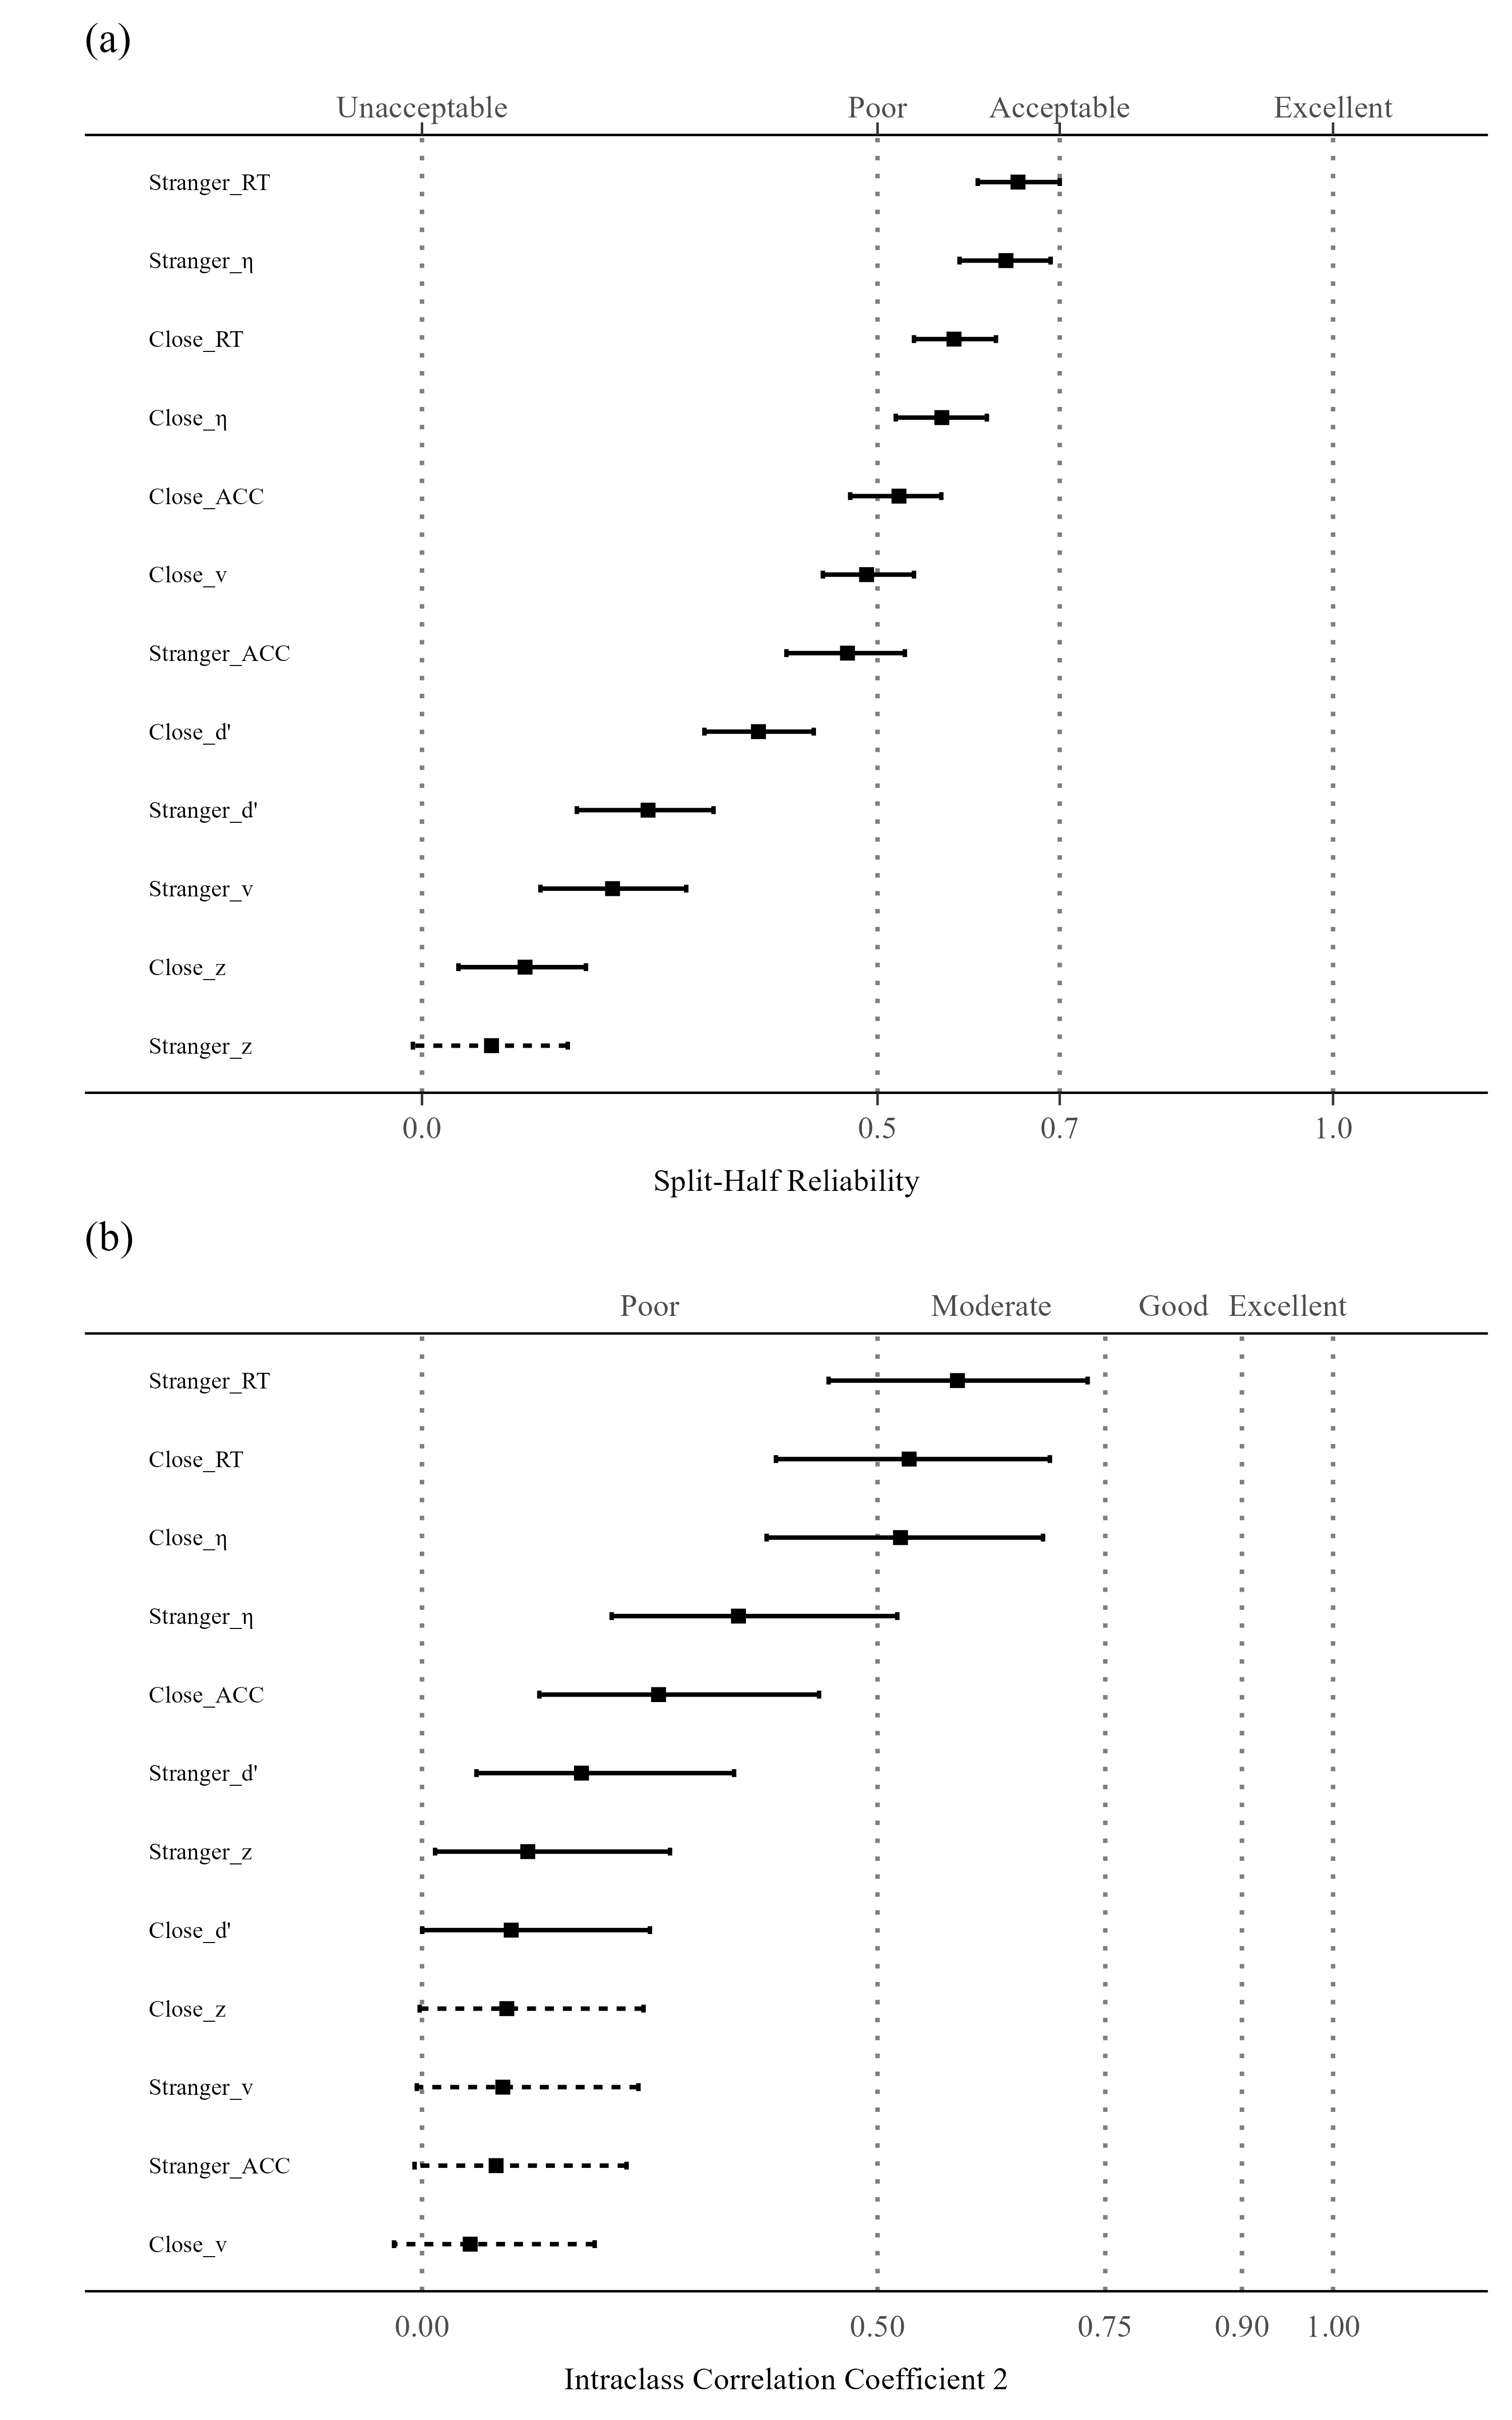 (a)
Unacceptable Poor Acceptable Excellent
Stranger_RT
Stranger_η
Close_RT
Close_η
Close_ACC
Close_v
Stranger_ACC
Close_d'
Stranger_d'
Stranger_v
Close_z
Stranger_z
0.0 0.5 0.7 1.0
Split-Half Reliability
(b)
Poor Moderate Good Excellent
Stranger_RT
Close_RT
Close_η
Stranger_η
Close_ACC
Stranger_d'
Stranger_z
Close_d'
Close_z
Stranger_v
Stranger_ACC
Close_v
0.00 0.50 0.75 0.90 1.00
Intraclass Correlation Coefficient 2